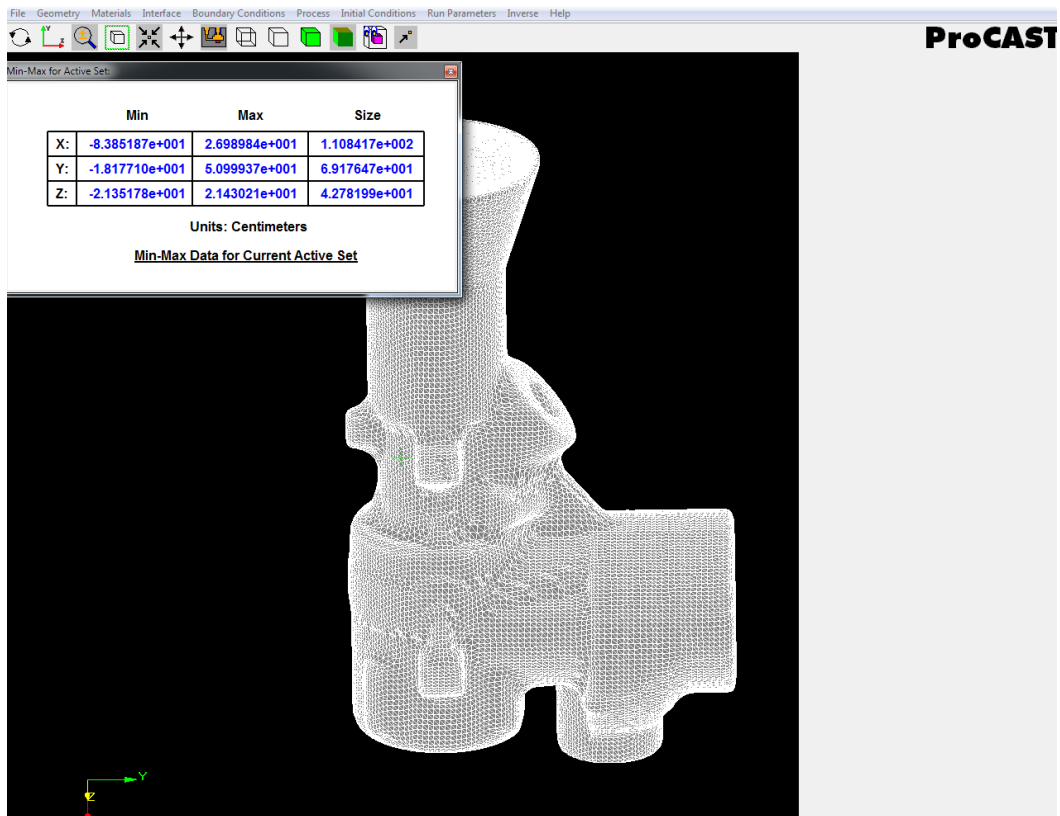 File Geometry Materials Interface Boundary Conditions Process Initial Conditions Run Parameters Inverse Help
ProCAST
Min-Max for Active Set:
Min Max Size
X: -8.385187e+001 2.698984e+001 1.108417e+002
Y: -1.817710e+001 5.099937e+001 6.917647e+001
Z: -2.135178e+001 2.143021e+001 4.278199e+001
Units: Centimeters
Min-Max Data for Current Active Set
Y
Z